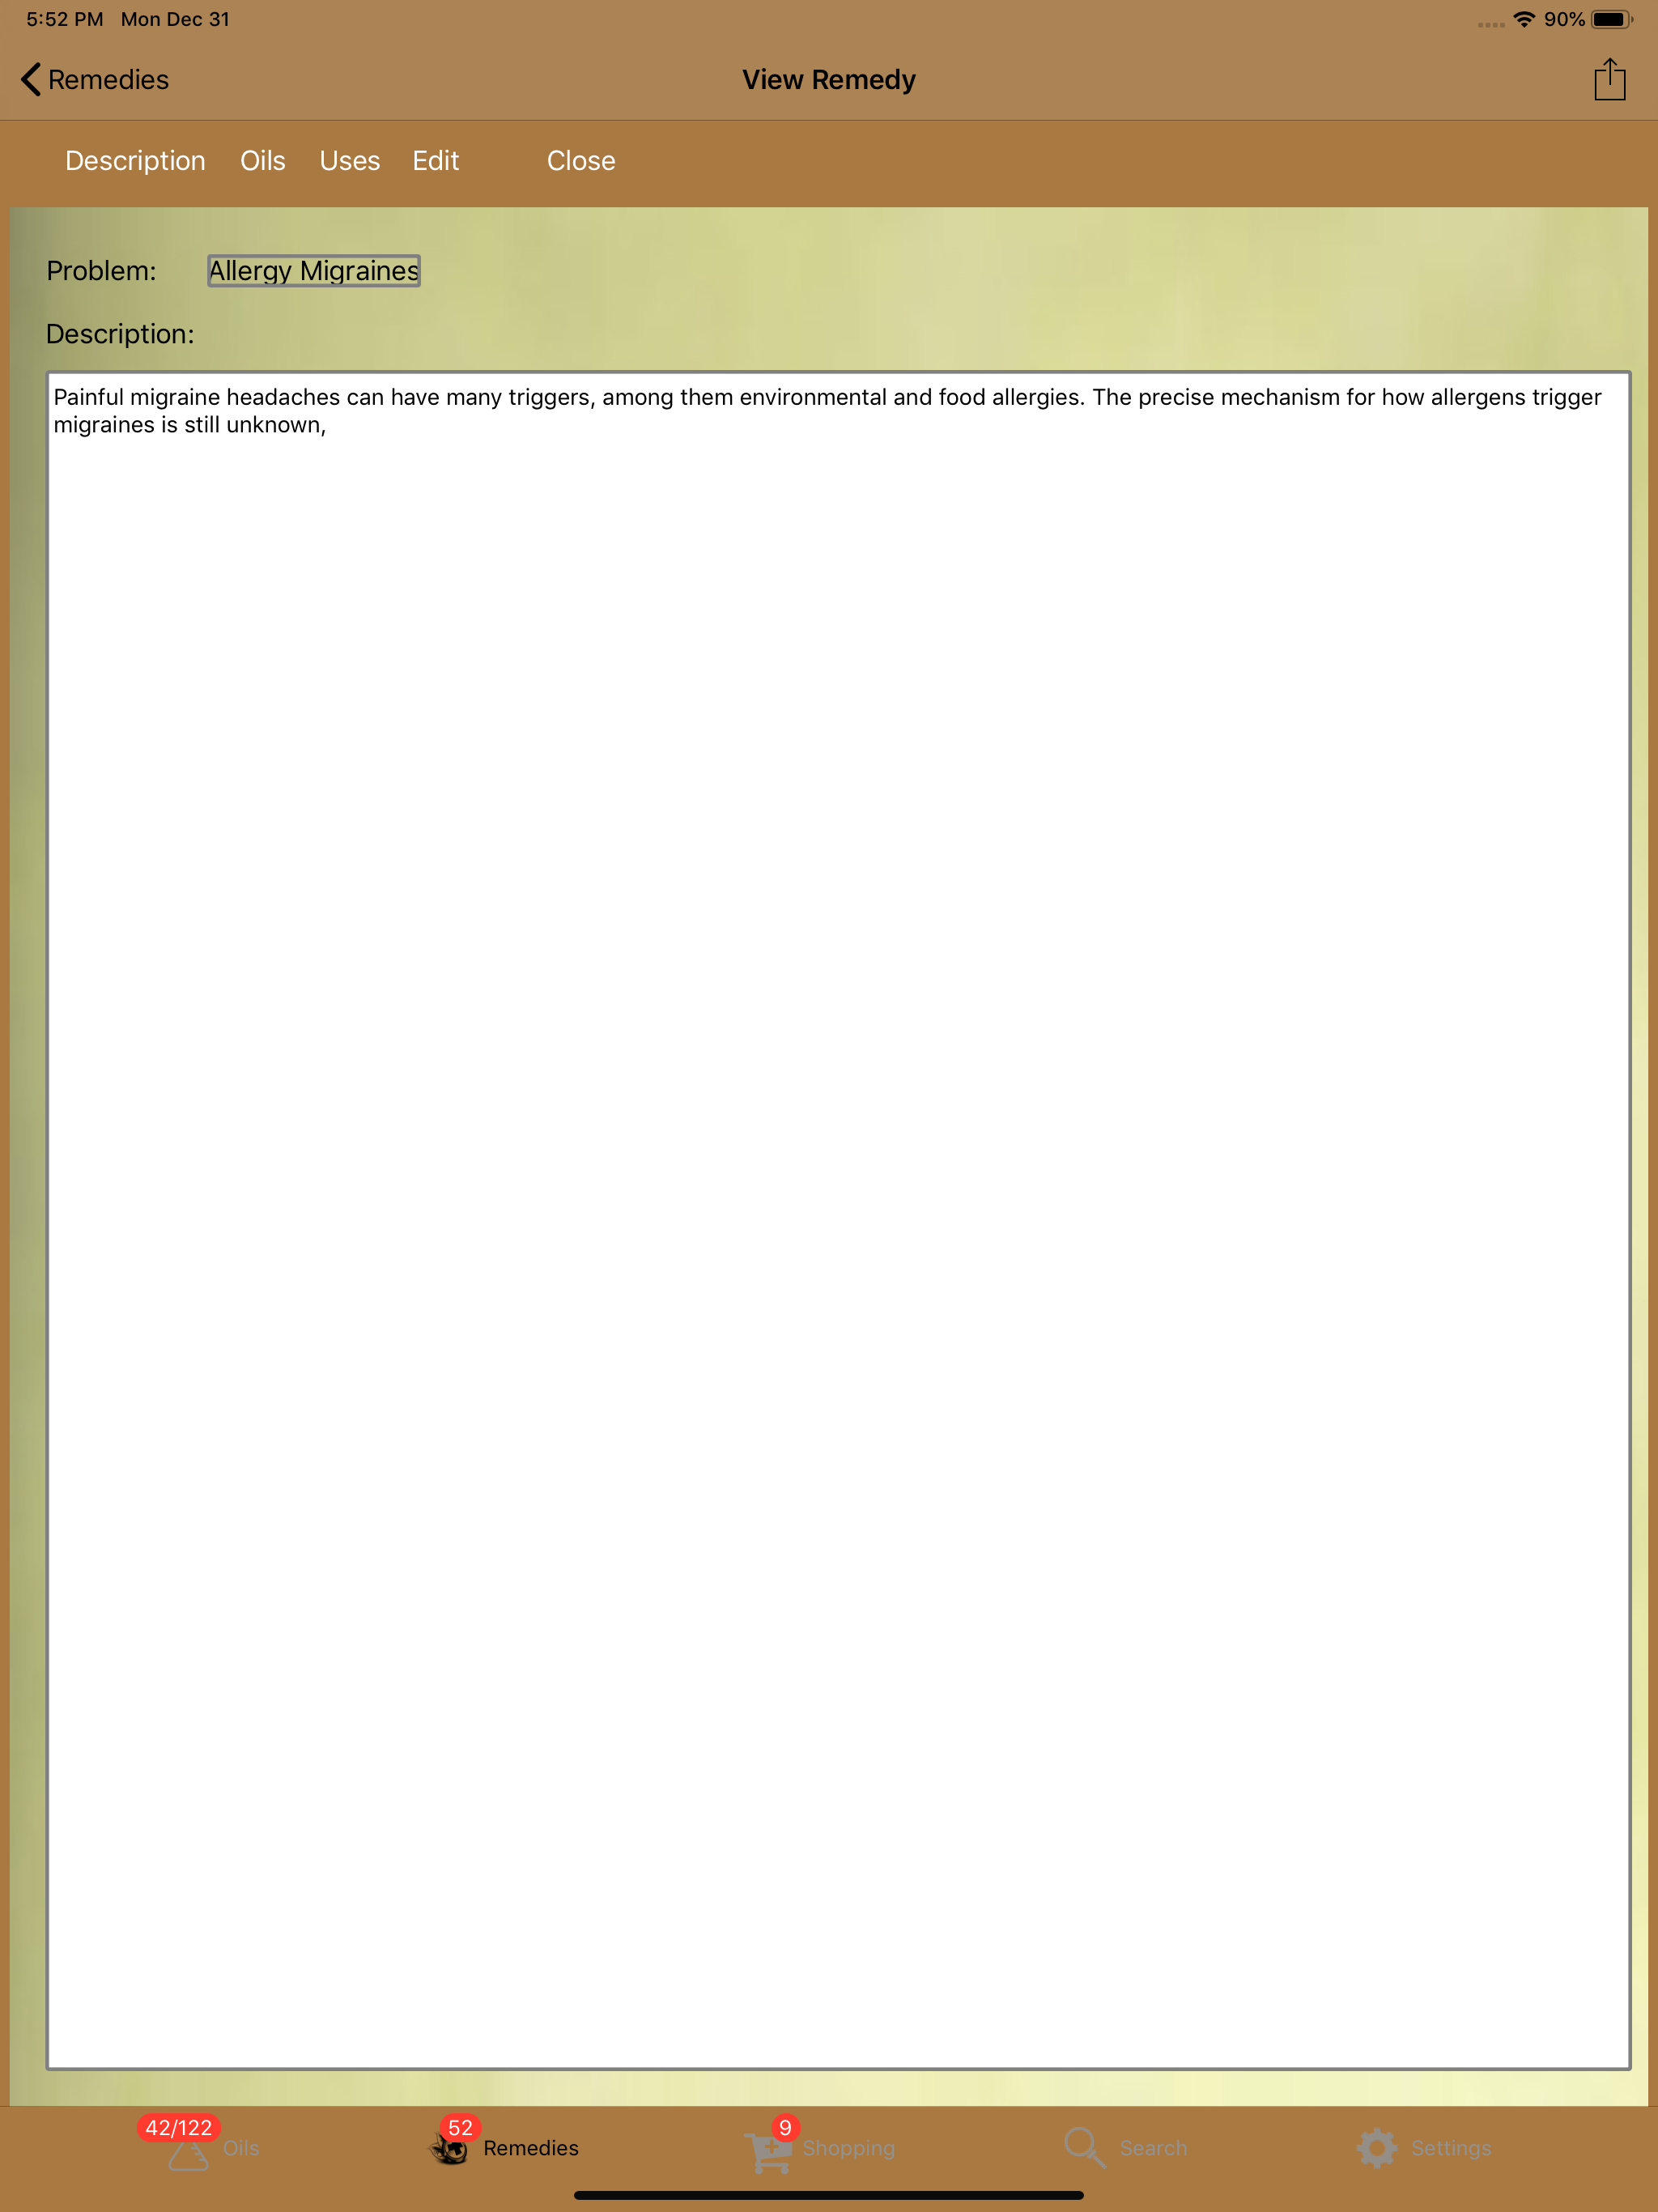 5:52 PM Mon Dec 31 90%
Remedies View Remedy
Description Oils Uses Edit Close
Problem: Allergy Migraines
Description:
Painful migraine headaches can have many triggers, among them environmental and food allergies. The precise mechanism for how allergens trigger
migraines is still unknown,
42/122 52 9
Oils Remedies Shopping Search Settings